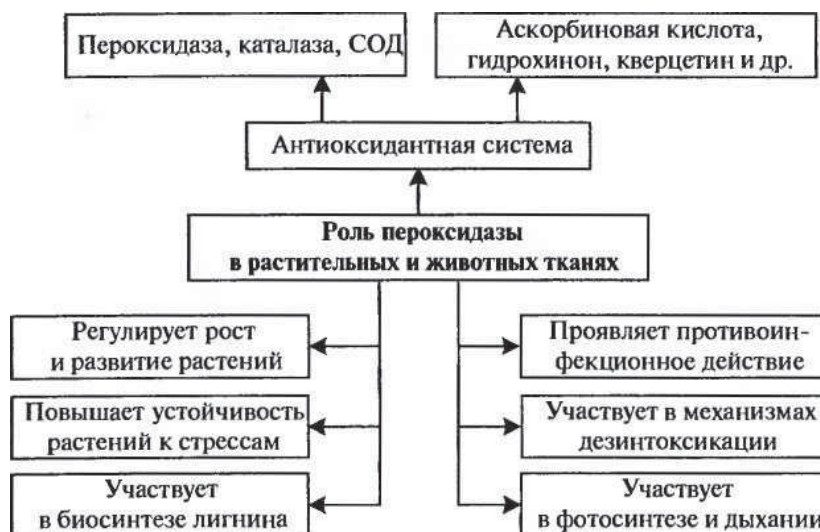 Пероксидаза, каталаза, СОД
Аскорбиновая кислота,
гидрохинон, кверцетин и др.
Антиоксидантная система
Роль пероксидазы
в растительных и животных тканях
Регулирует рост
и развитие растений
Проявляет противоин-
фекционное действие
Повышает устойчивость
растений к стрессам
Участвует в механизмах
дезинтоксикации
Участвует
в биосинтезе лигнина
Участвует
в фотосинтезе и дыхании